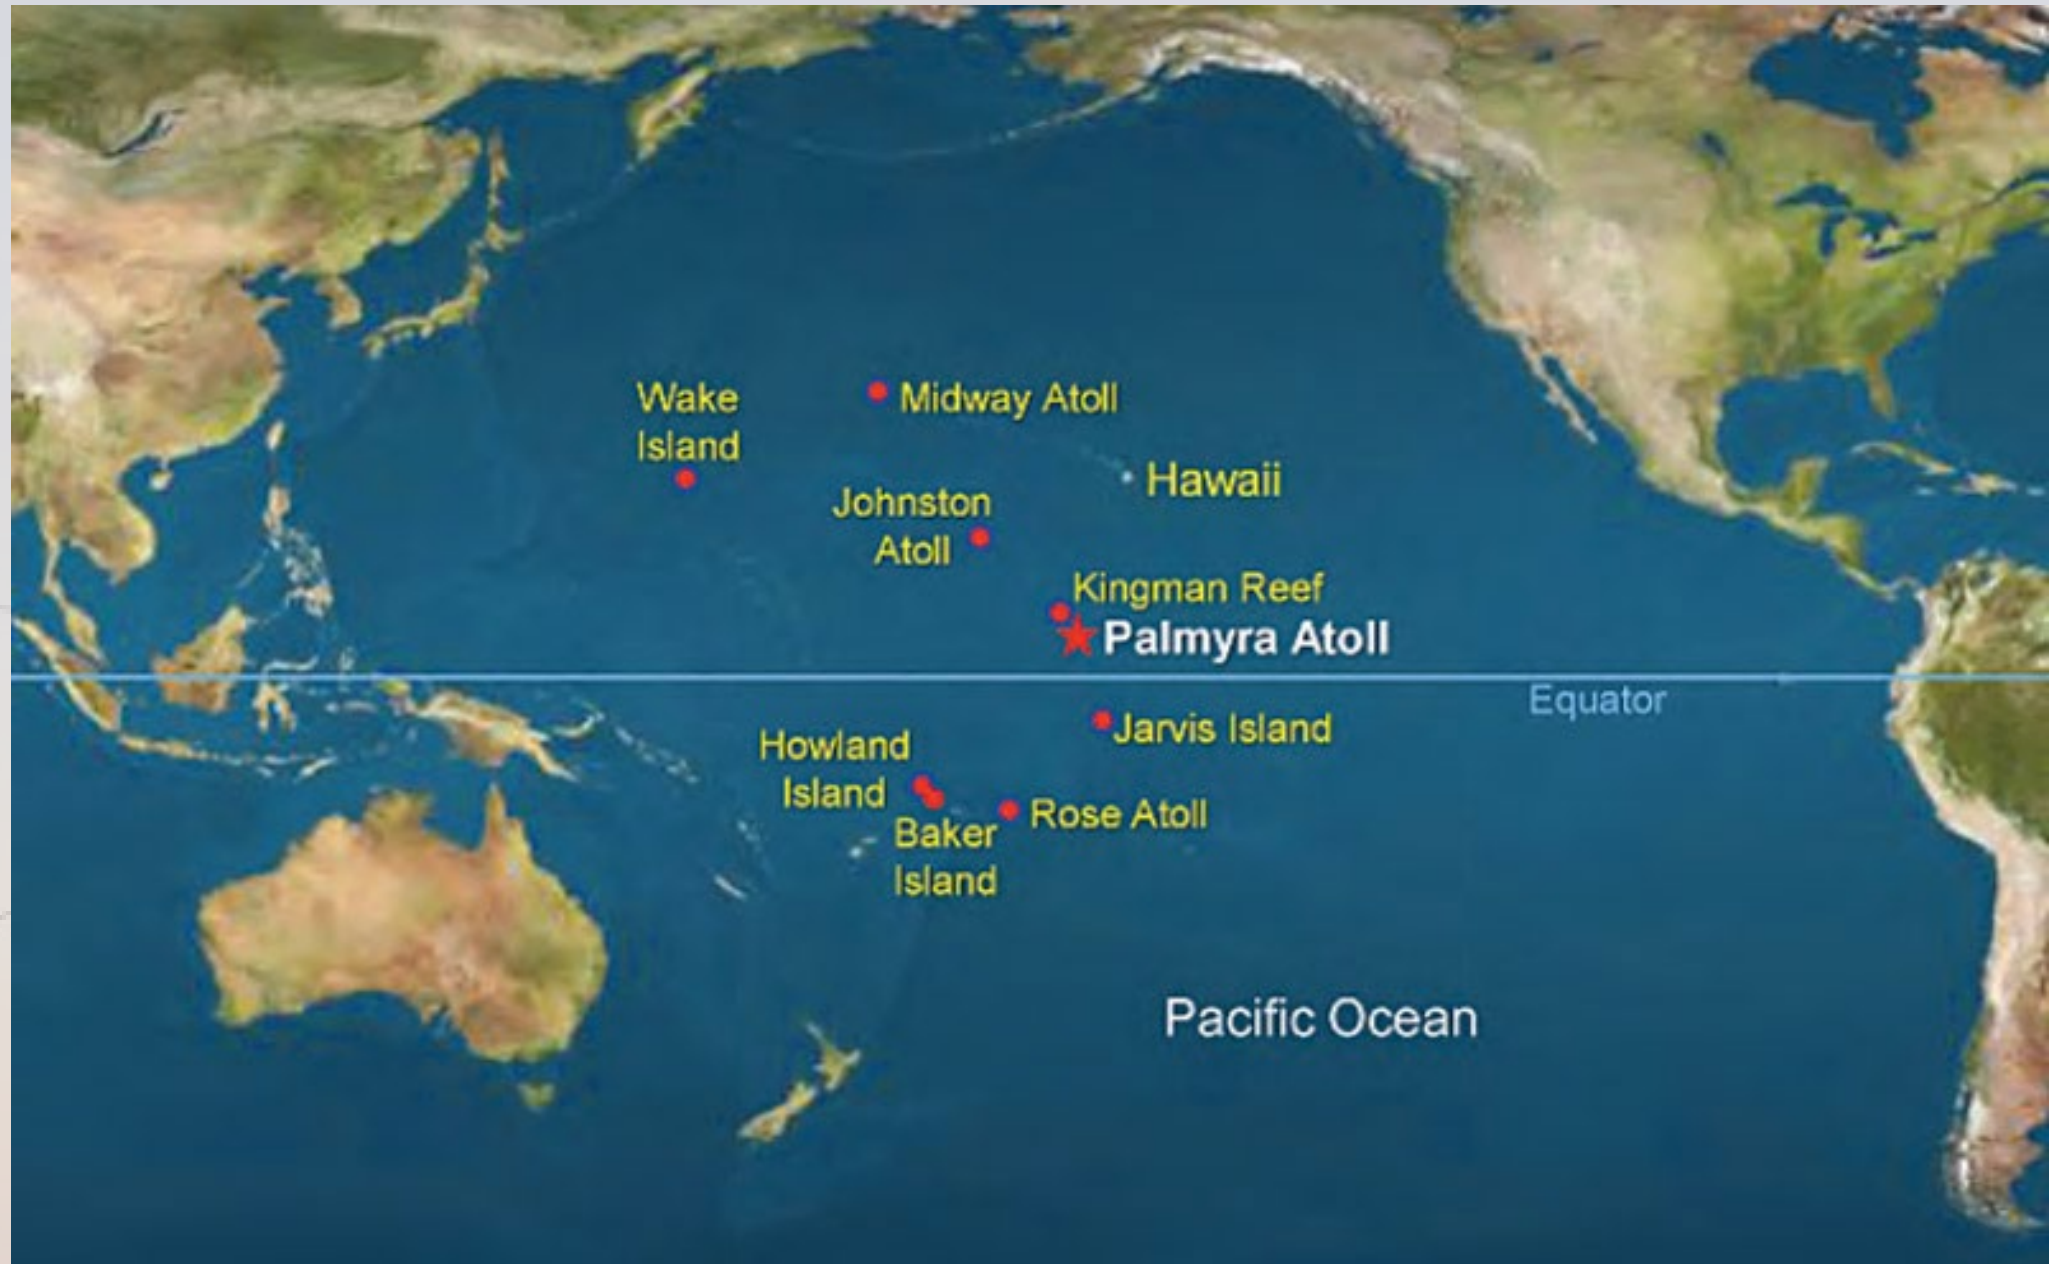 Wake
Island
Midway Atoll
Hawaii
Johnston
Atoll
Kingman Reef
Palmyra Atoll
Equator
Jarvis Island
Howland
Island
Baker
Island
Rose Atoll
Pacific Ocean